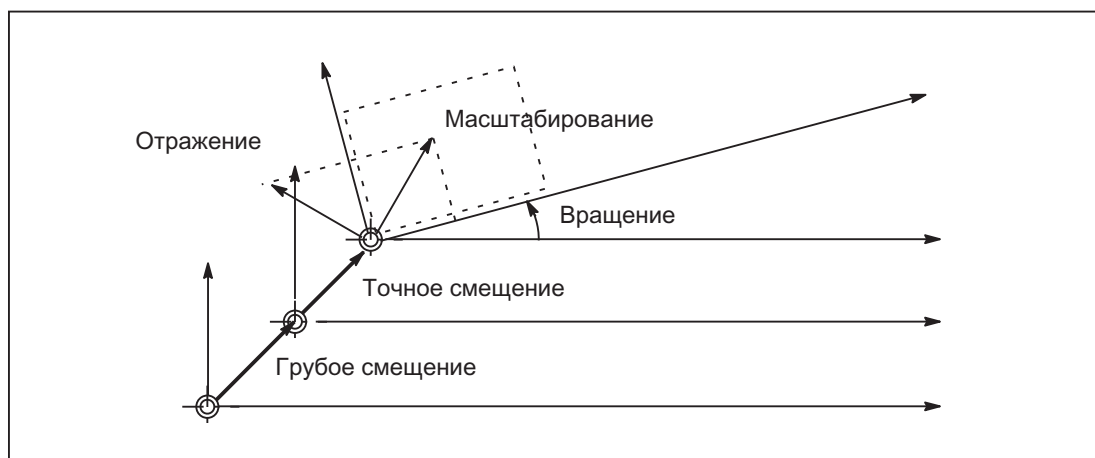 Масштабирование
Отражение
Вращение
Точное смещение
Грубое смещение